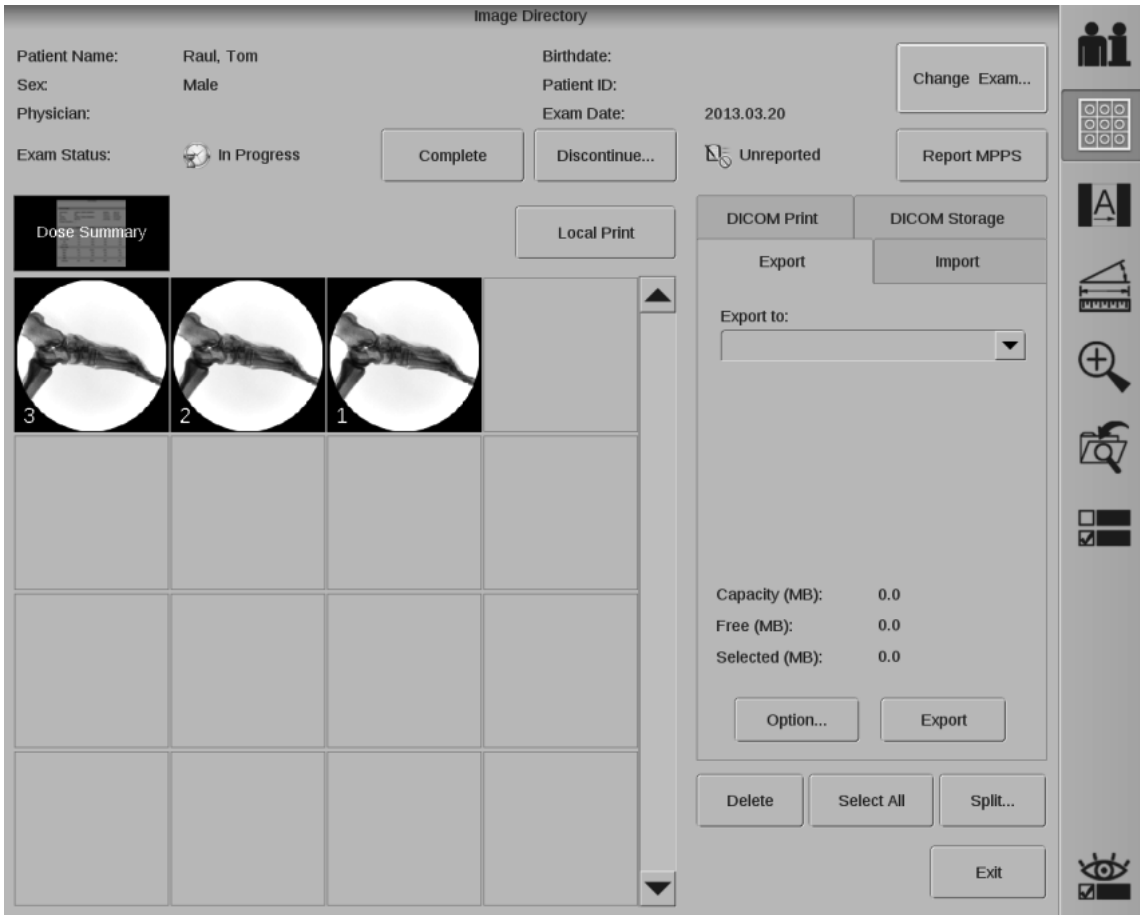 Image Directory
Patient Name: Raul, Tom Birthdate:
Sex: Male Patient ID:
Physician: Exam Date: 2013.03.20
Change Exam...
Exam Status: In Progress Complete Discontinue... Unreported Report MPPS
Dose Summary
Local Print
DICOM Print DICOM Storage
Export Import
Export to:
3 2 1
A
Capacity (MB): 0.0
Free (MB): 0.0
Selected (MB): 0.0
Option... Export
Delete Select All Split...
Exit